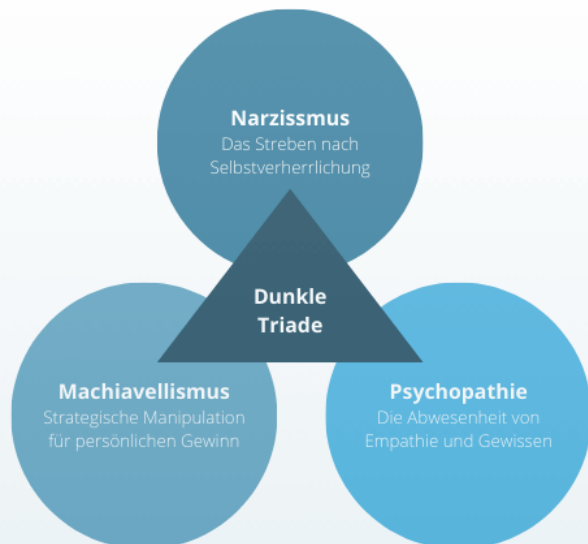 Narzissmus
Das Streben nach
Selbstverherrlichung
Dunkle
Triade
Machiavellismus
Strategische Manipulation
für persönlichen Gewinn
Psychopathie
Die Abwesenheit von
Empathie und Gewissen